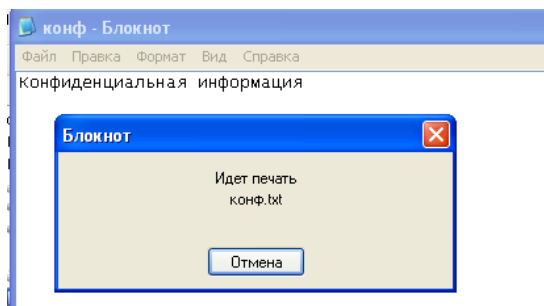 конф - Блокнот
Файл Правка Формат Вид Справка
Конфиденциальная информация
Блокнот
Идет печать
конф.txt
Отмена